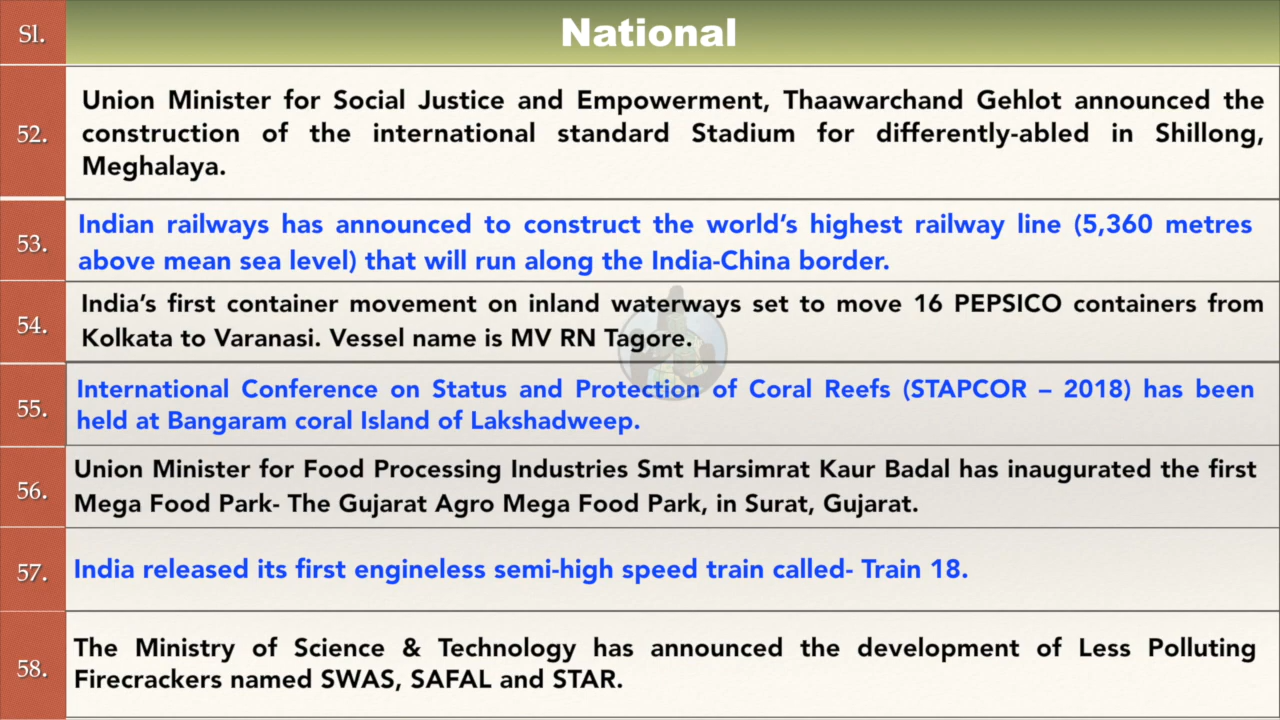 Sl.
National
52.
Union Minister for Social Justice and Empowerment, Thaawarchand Gehlot announced the
construction of the international standard Stadium for differently-abled in Shillong,
Meghalaya.
53.
Indian railways has announced to construct the world's highest railway line (5,360 metres
above mean sea level) that will run along the India-China border.
54.
India's first container movement on inland waterways set to move 16 PEPSICO containers from
Kolkata to Varanasi. Vessel name is MV RN Tagore.
55.
International Conference on Status and Protection of Coral Reefs (STAPCOR – 2018) has been
held at Bangaram coral Island of Lakshadweep.
56.
Union Minister for Food Processing Industries Smt Harsimrat Kaur Badal has inaugurated the first
Mega Food Park- The Gujarat Agro Mega Food Park, in Surat, Gujarat.
57.
India released its first engineless semi-high speed train called- Train 18.
58.
The Ministry of Science & Technology has announced the development of Less Polluting
Firecrackers named SWAS, SAFAL and STAR.